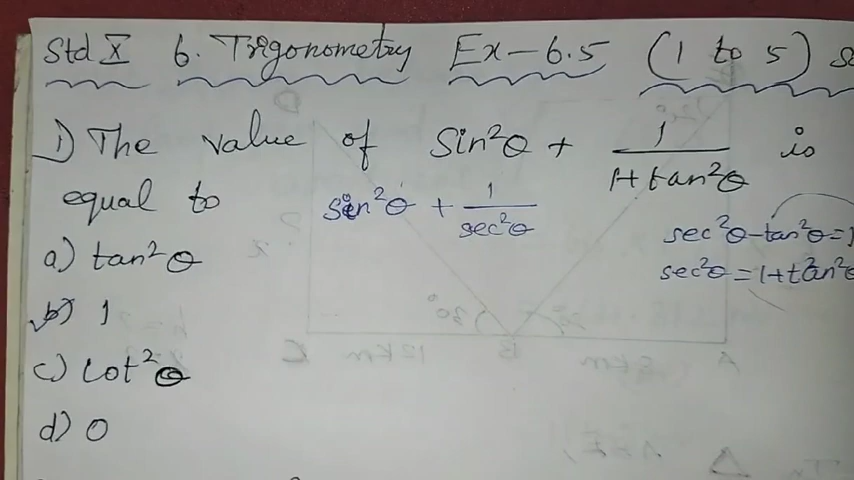 Std X 6. Trigonometry Ex-6.5 (1 to 5)
1) The value of Sin²θ + 1/(1+tan²θ) is
equal to sin²θ + 1/sec²θ
sec²θ-tan²θ=1
a) tan²θ
sec²θ=1+tan²θ
b) 1
c) Cot²θ
d) 0